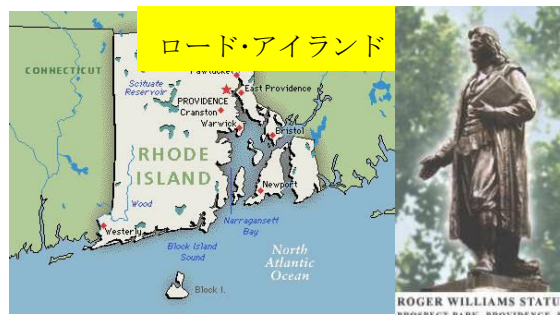 ロード・アイランド
CONNECTICUT
Pawtucket
Scituate
Reservoir
East Providence
PROVIDENCE
Cranston
Warwick
Bristol
RHODE
ISLAND
Newport
Wood
Narragansett
Bay
Westerly
Block Island
Sound
North
Atlantic
Ocean
Block I.
ROGER WILLIAMS STATU
PROSPECT PARK, PROVIDENCE,